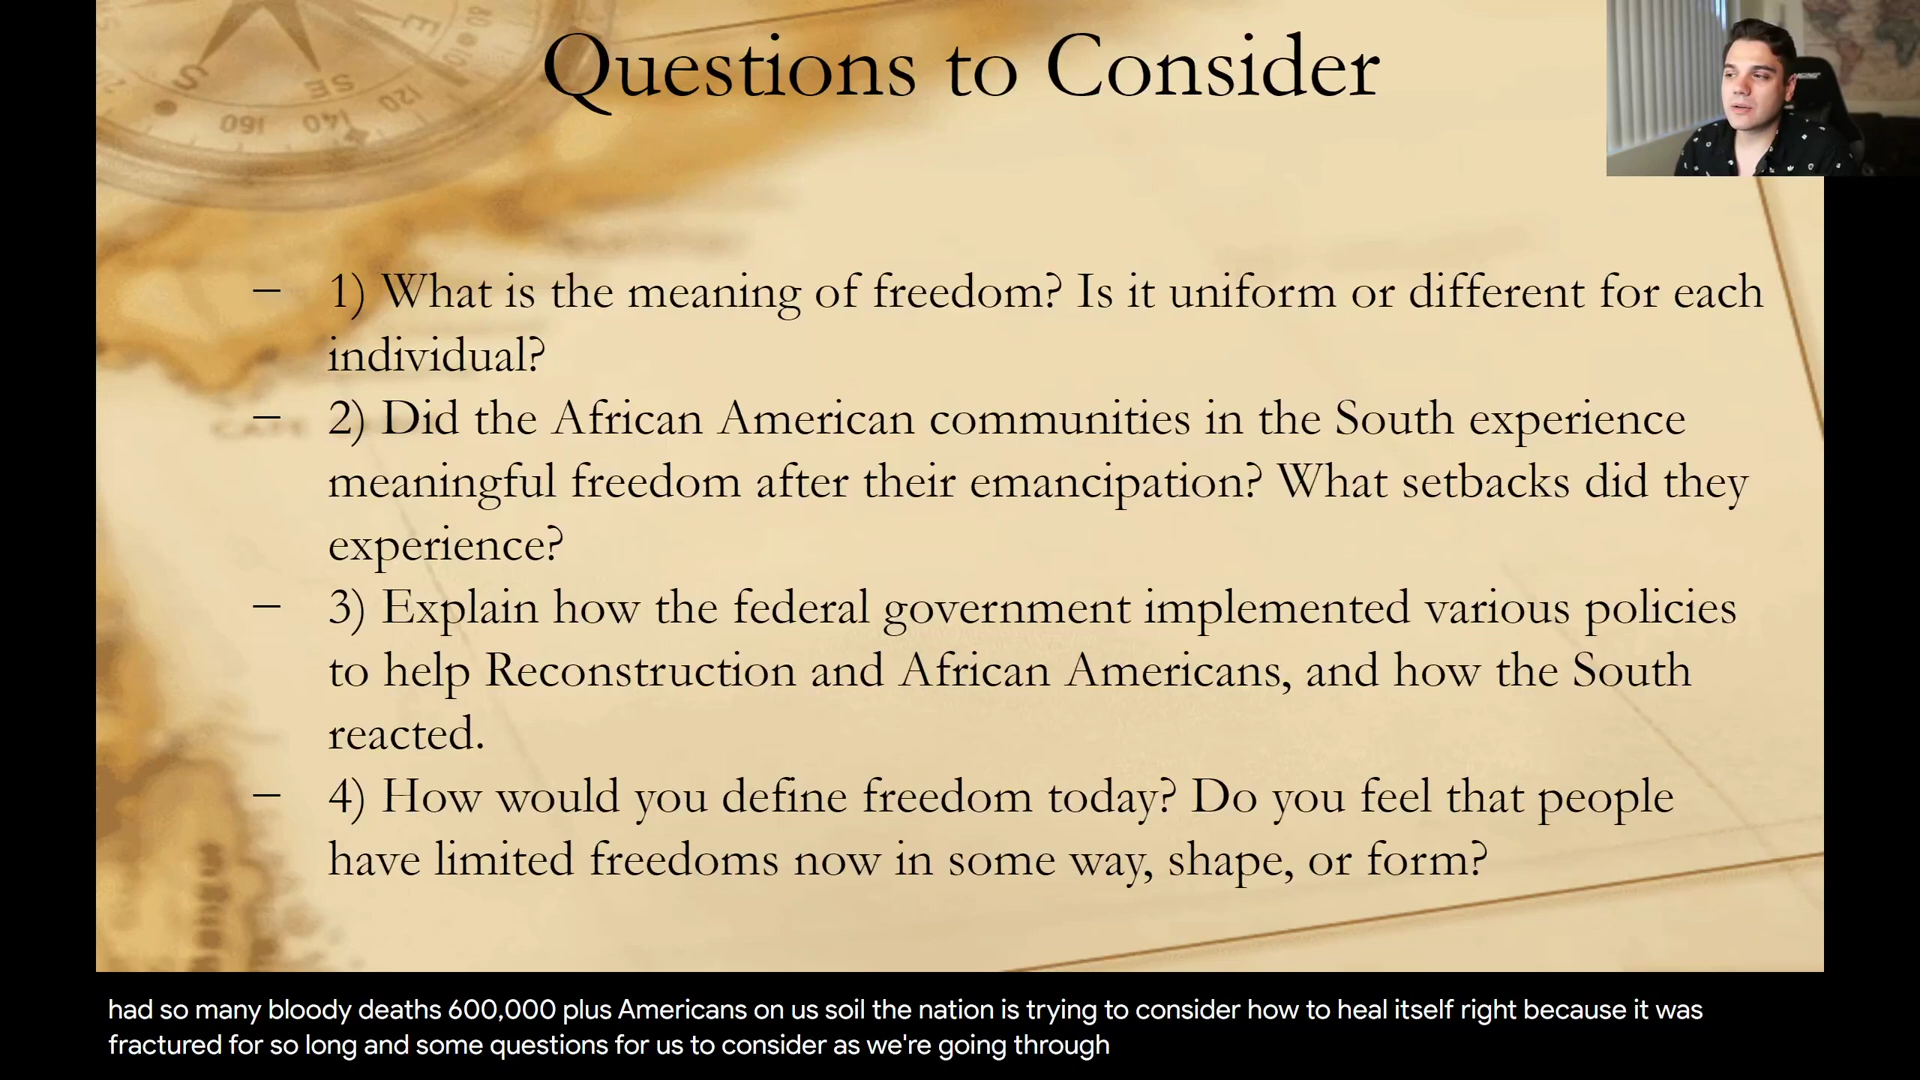 Questions to Consider
S
SE
E
160
140
120
80
– 1) What is the meaning of freedom? Is it uniform or different for each
individual?
– 2) Did the African American communities in the South experience
meaningful freedom after their emancipation? What setbacks did they
experience?
– 3) Explain how the federal government implemented various policies
to help Reconstruction and African Americans, and how the South
reacted.
– 4) How would you define freedom today? Do you feel that people
have limited freedoms now in some way, shape, or form?
had so many bloody deaths 600,000 plus Americans on us soil the nation is trying to consider how to heal itself right because it was
fractured for so long and some questions for us to consider as we're going through